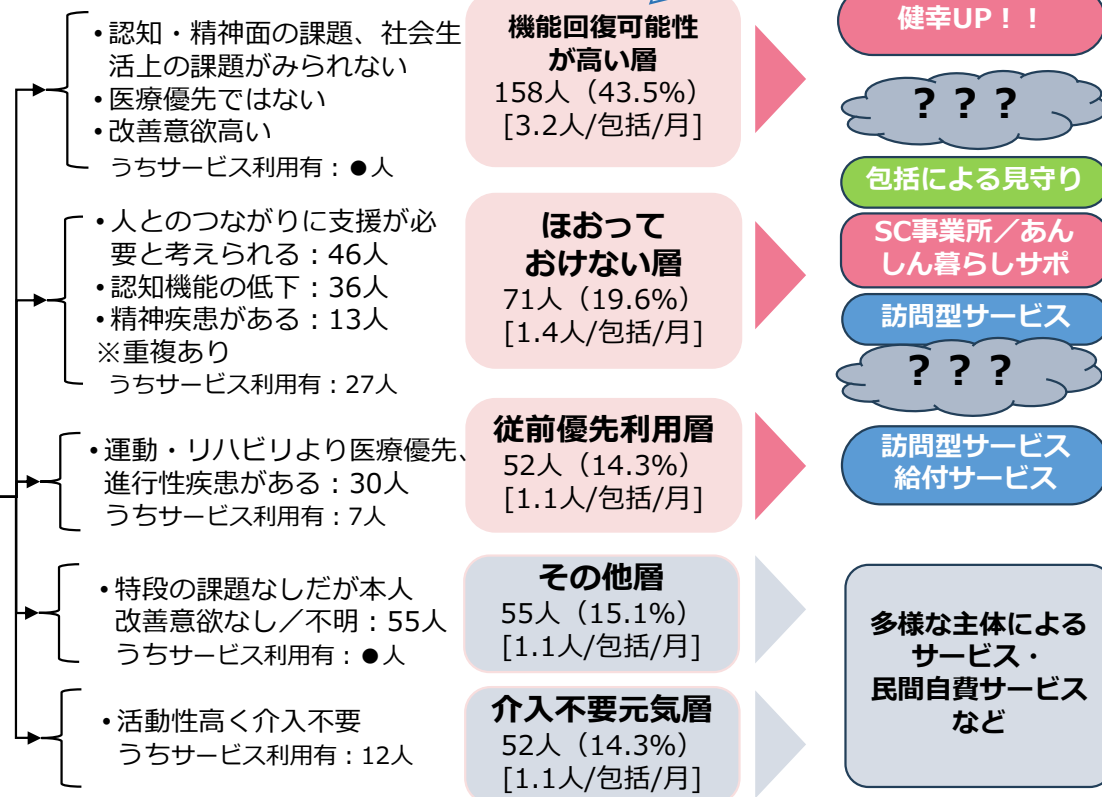 ・認知・精神面の課題、社会生
活上の課題がみられない
・医療優先ではない
・改善意欲高い
うちサービス利用有：●人
機能回復可能性
が高い層
158人（43.5%）
[3.2人/包括/月]
健幸UP！！
？？？
・人とのつながりに支援が必
要と考えられる：46人
・認知機能の低下：36人
・精神疾患がある：13人
※重複あり
うちサービス利用有：27人
ほおって
おけない層
71人（19.6%）
[1.4人/包括/月]
包括による見守り
SC事業所／あん
しん暮らしサポ
訪問型サービス
？？？
・運動・リハビリより医療優先、
進行性疾患がある：30人
うちサービス利用有：7人
従前優先利用層
52人（14.3%）
[1.1人/包括/月]
訪問型サービス
給付サービス
・特段の課題なしだが本人
改善意欲なし／不明：55人
うちサービス利用有：●人
その他層
55人（15.1%）
[1.1人/包括/月]
・活動性高く介入不要
うちサービス利用有：12人
介入不要元気層
52人（14.3%）
[1.1人/包括/月]
多様な主体による
サービス・
民間自費サービス
など